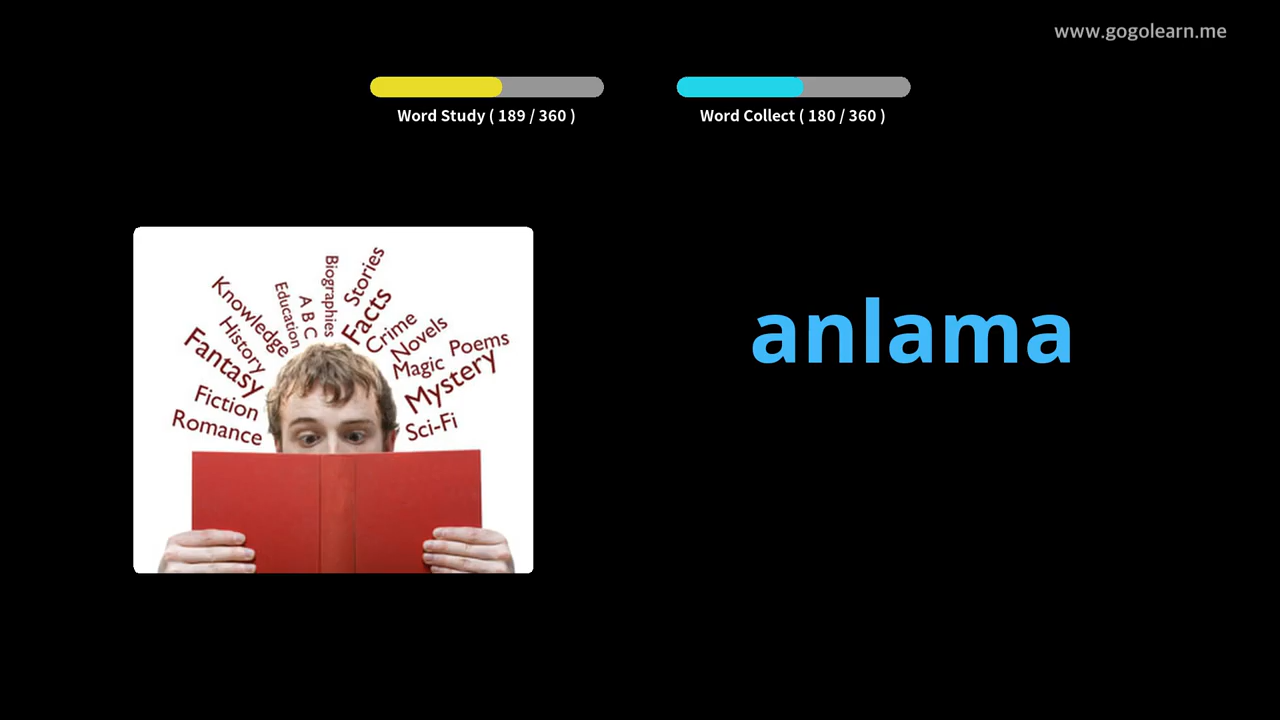 www.gogolearn.me
Word Study ( 189 / 360 )
Word Collect ( 180 / 360 )
Biographies
Stories
Education
A B C
Facts
Knowledge
Crime
History
Novels
Fantasy
Magic
Poems
Mystery
Fiction
Romance
Sci-Fi
anlama